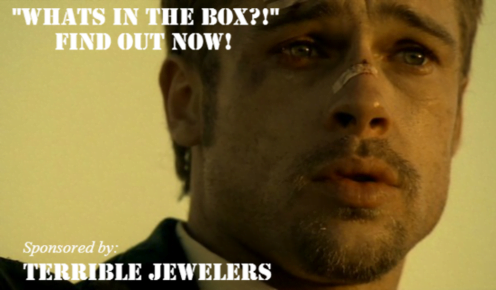 "WHATS IN THE BOX?!"
FIND OUT NOW!
Sponsored by:
TERRIBLE JEWELERS